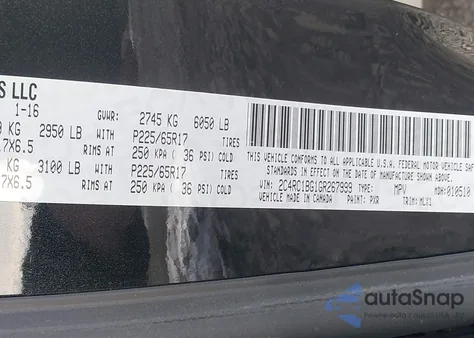 S LLC
1-16 GVWR: 2745 KG 6050 LB
KG 2950 LB WITH P225/65R17 TIRES
7X6.5 RIMS AT 250 KPA ( 36 PSI) COLD
KG 3100 LB WITH P225/65R17 TIRES
7X6.5 RIMS AT 250 KPA ( 36 PSI) COLD
THIS VEHICLE CONFORMS TO ALL APPLICABLE U.S.A. FEDERAL MOTOR VEHICLE SAF
STANDARDS IN EFFECT ON THE DATE OF MANUFACTURE SHOWN ABOVE.
VIN: 2C4RC1BG1GR267999 TYPE: MPV MDH: 010510
VEHICLE MADE IN CANADA PAINT: PXR TRIM: MLX1
autoSnap